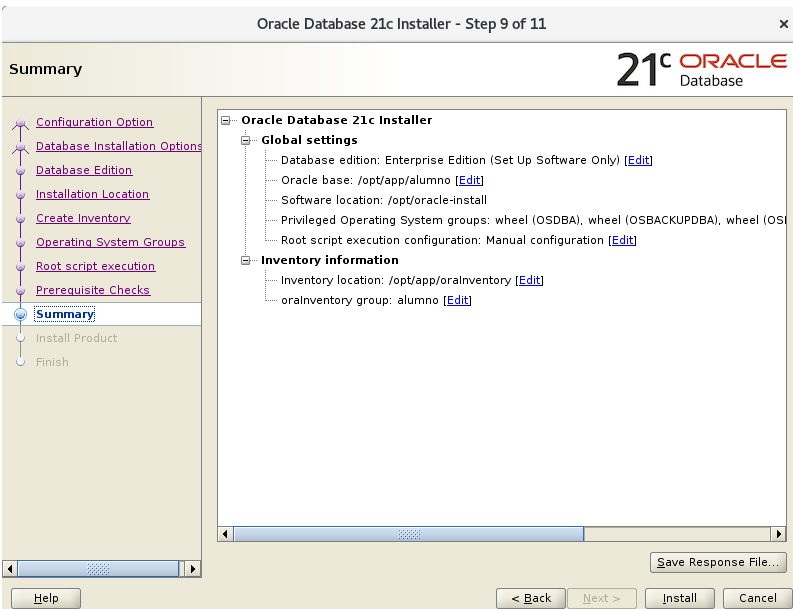 Oracle Database 21c Installer - Step 9 of 11
Summary
21c ORACLE
Database
Configuration Option
Database Installation Options
Database Edition
Installation Location
Create Inventory
Operating System Groups
Root script execution
Prerequisite Checks
Summary
Install Product
Finish
Oracle Database 21c Installer
Global settings
Database edition: Enterprise Edition (Set Up Software Only) [Edit]
Oracle base: /opt/app/alumno [Edit]
Software location: /opt/oracle-install
Privileged Operating System groups: wheel (OSDBA), wheel (OSBACKUPDBA), wheel
Root script execution configuration: Manual configuration [Edit]
Inventory information
Inventory location: /opt/app/oraInventory [Edit]
oraInventory group: alumno [Edit]
Save Response File...
Help
< Back
Next >
Install
Cancel